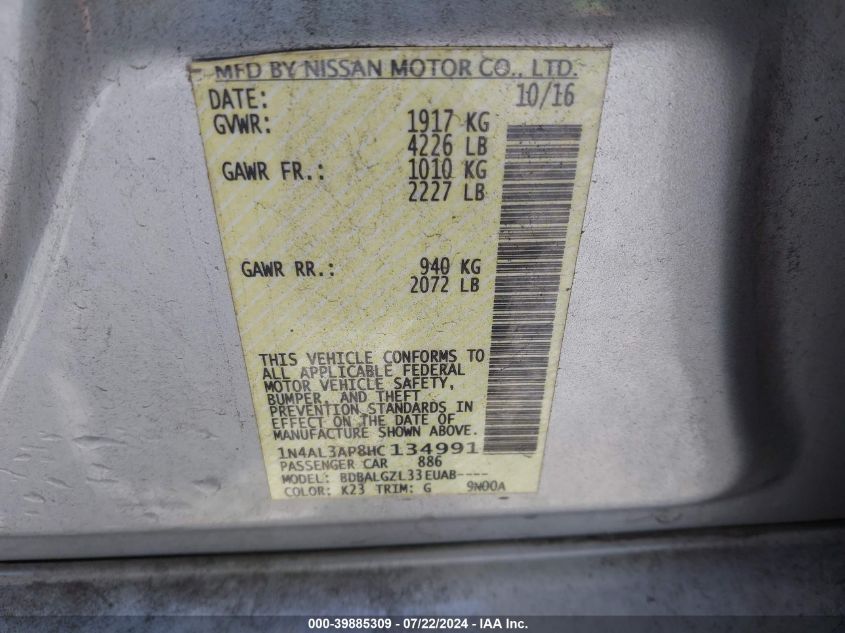 MFD BY NISSAN MOTOR CO., LTD.
DATE: 10/16
GVWR: 1917 KG
4226 LB
GAWR FR.: 1010 KG
2227 LB
GAWR RR.: 940 KG
2072 LB
THIS VEHICLE CONFORMS TO
ALL APPLICABLE FEDERAL
MOTOR VEHICLE SAFETY,
BUMPER, AND THEFT
PREVENTION STANDARDS IN
EFFECT ON THE DATE OF
MANUFACTURE SHOWN ABOVE.
1N4AL3AP8HC134991
PASSENGER CAR 886
MODEL: BDBALGZL33EUAB----
COLOR: K23 TRIM: G 9N00A
000-39885309 - 07/22/2024 - IAA Inc.